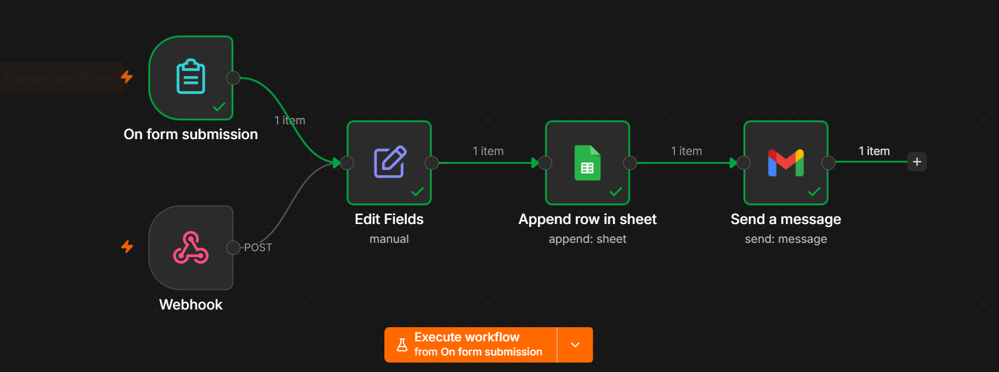 Execute workflow
On form submission
1 item
POST
Webhook
Edit Fields
manual
1 item
Append row in sheet
append: sheet
1 item
Send a message
send: message
1 item
Execute workflow
from On form submission